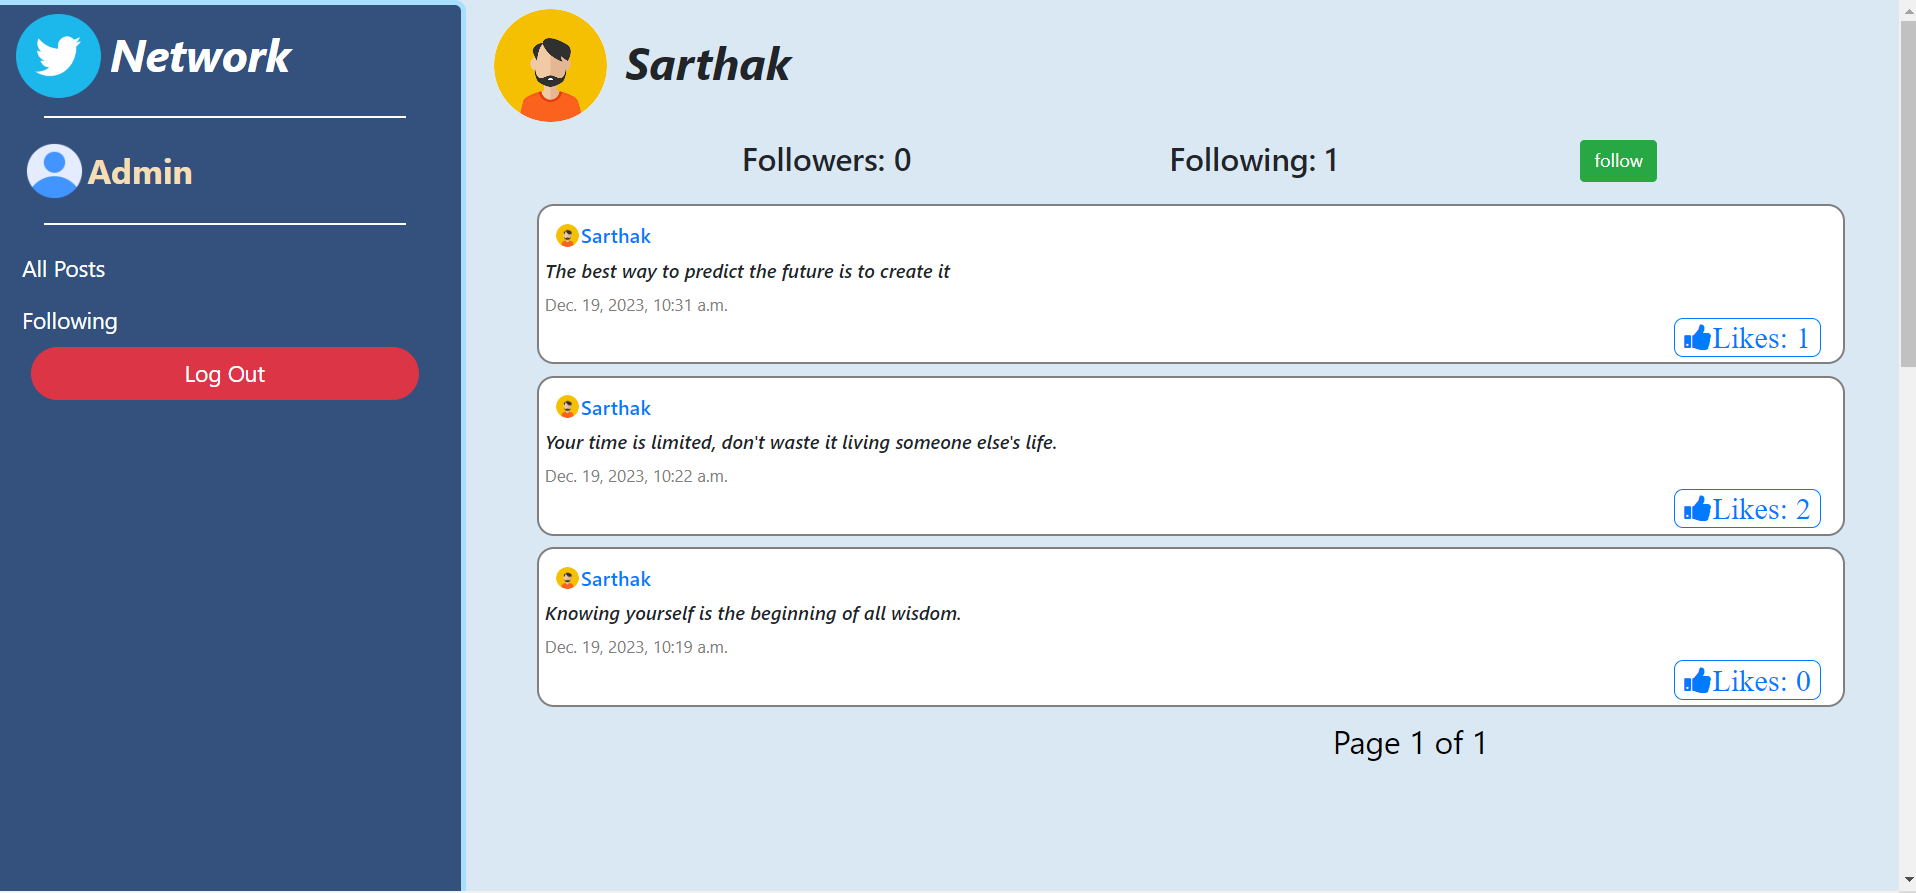 Network
Admin
All Posts
Following
Log Out
Sarthak
Followers: 0 Following: 1 follow
Sarthak
The best way to predict the future is to create it
Dec. 19, 2023, 10:31 a.m.
Likes: 1
Sarthak
Your time is limited, don't waste it living someone else's life.
Dec. 19, 2023, 10:22 a.m.
Likes: 2
Sarthak
Knowing yourself is the beginning of all wisdom.
Dec. 19, 2023, 10:19 a.m.
Likes: 0
Page 1 of 1